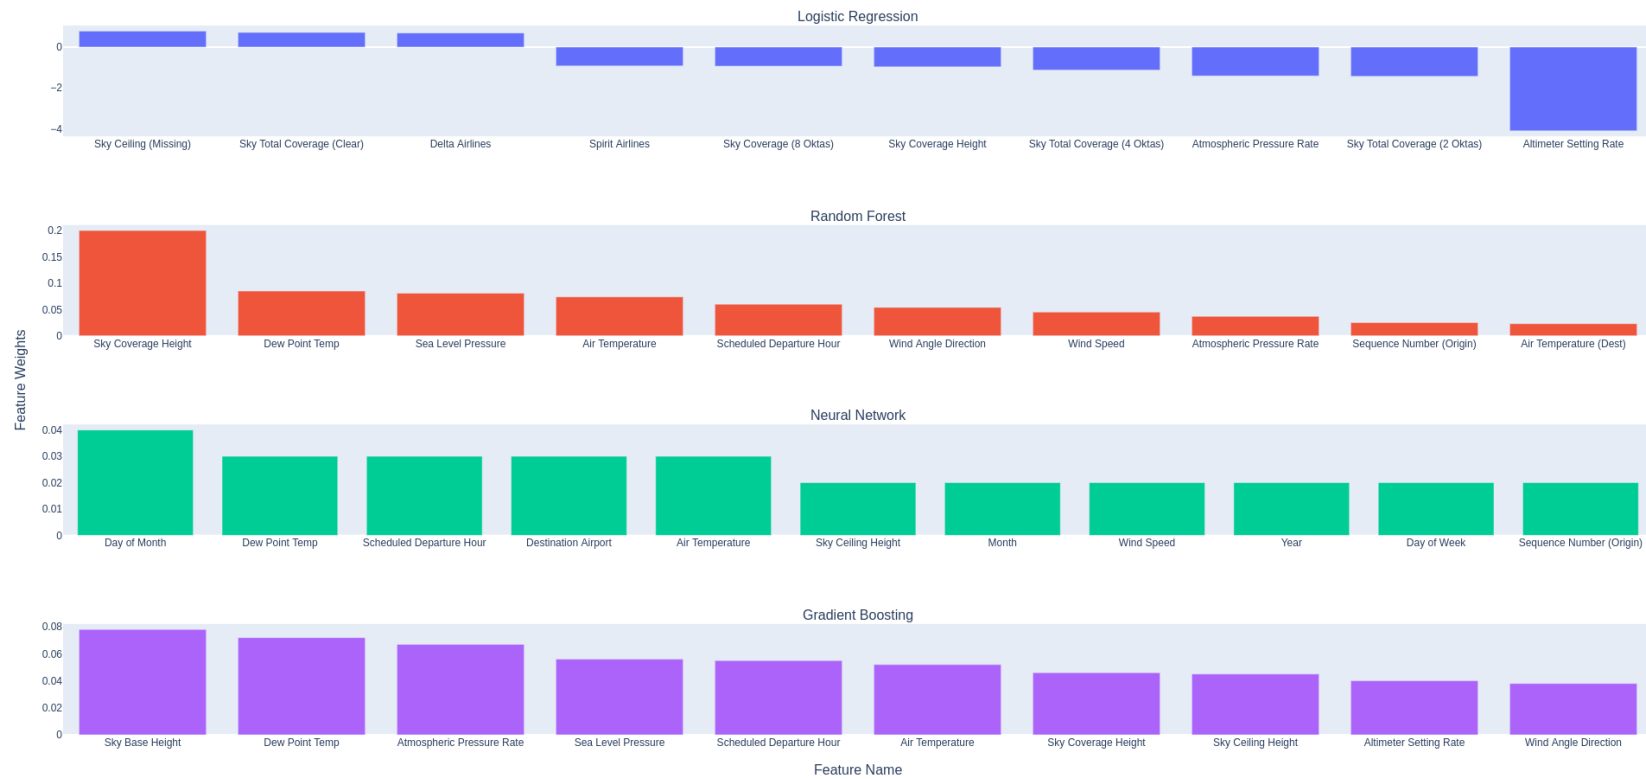 Logistic Regression
0
−2
−4
Sky Ceiling (Missing) Sky Total Coverage (Clear) Delta Airlines Spirit Airlines Sky Coverage (8 Oktas) Sky Coverage Height Sky Total Coverage (4 Oktas) Atmospheric Pressure Rate Sky Total Coverage (2 Oktas) Altimeter Setting Rate
Random Forest
0.2
0.15
0.1
0.05
0
Sky Coverage Height Dew Point Temp Sea Level Pressure Air Temperature Scheduled Departure Hour Wind Angle Direction Wind Speed Atmospheric Pressure Rate Sequence Number (Origin) Air Temperature (Dest)
Feature Weights
Neural Network
0.04
0.03
0.02
0.01
0
Day of Month Dew Point Temp Scheduled Departure Hour Destination Airport Air Temperature Sky Ceiling Height Month Wind Speed Year Day of Week Sequence Number (Origin)
Gradient Boosting
0.08
0.06
0.04
0.02
0
Sky Base Height Dew Point Temp Atmospheric Pressure Rate Sea Level Pressure Scheduled Departure Hour Air Temperature Sky Coverage Height Sky Ceiling Height Altimeter Setting Rate Wind Angle Direction
Feature Name